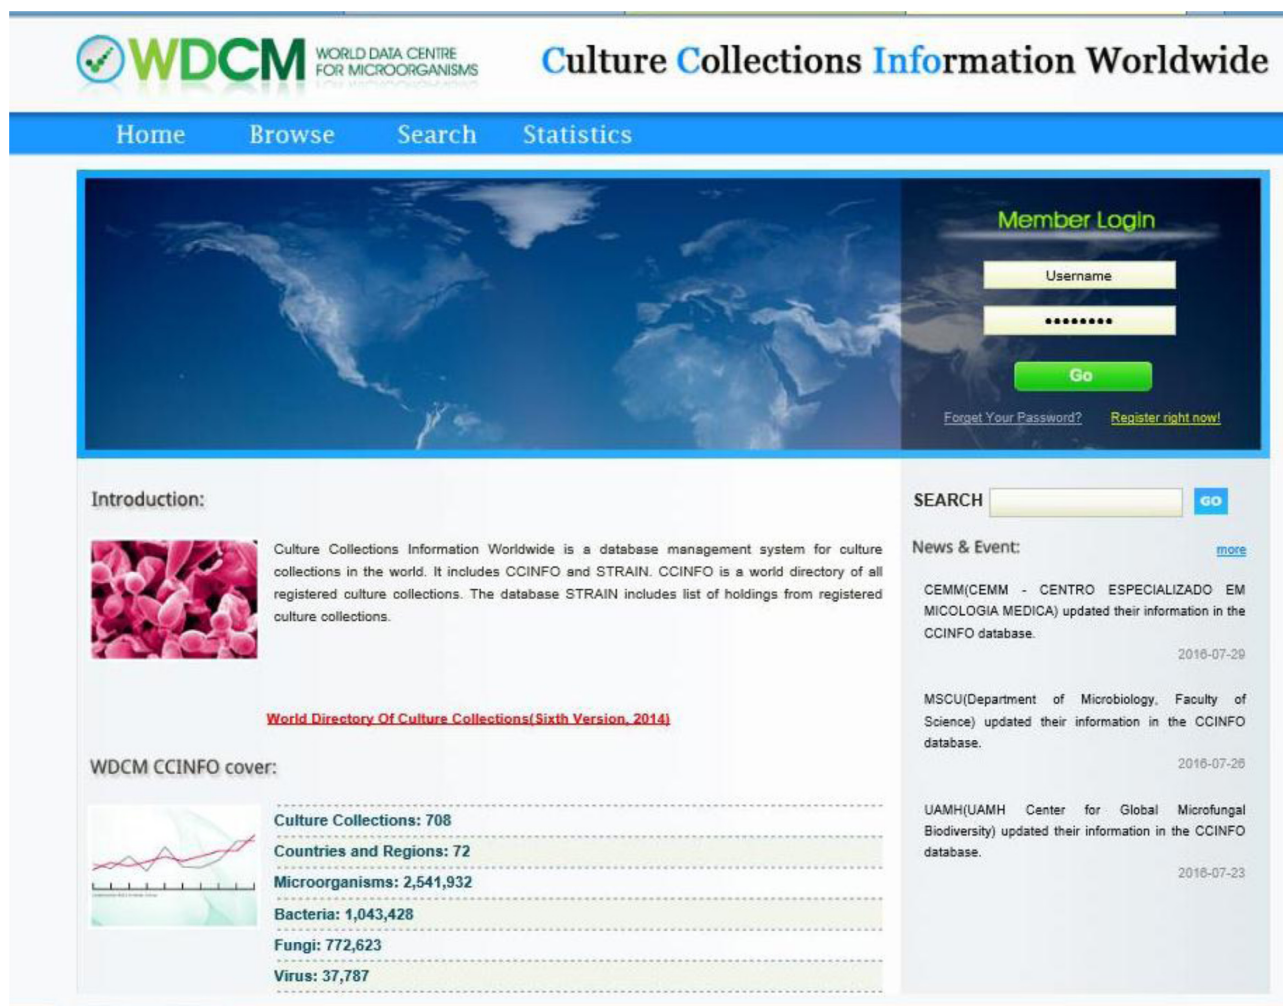 WDCM WORLD DATA CENTRE
FOR MICROORGANISMS
Culture Collections Information Worldwide
Home Browse Search Statistics
Member Login
Username
••••••••
Go
Forget Your Password? Register right now!
Introduction:
Culture Collections Information Worldwide is a database management system for culture
collections in the world. It includes CCINFO and STRAIN. CCINFO is a world directory of all
registered culture collections. The database STRAIN includes list of holdings from registered
culture collections.
World Directory Of Culture Collections(Sixth Version, 2014)
WDCM CCINFO cover:
Culture Collections: 708
Countries and Regions: 72
Microorganisms: 2,541,932
Bacteria: 1,043,428
Fungi: 772,623
Virus: 37,787
SEARCH GO
News & Event: more
CEMM(CEMM - CENTRO ESPECIALIZADO EM
MICOLOGIA MEDICA) updated their information in the
CCINFO database.
2016-07-29
MSCU(Department of Microbiology, Faculty of
Science) updated their information in the CCINFO
database.
2016-07-26
UAMH(UAMH Center for Global Microfungal
Biodiversity) updated their information in the CCINFO
database.
2016-07-23